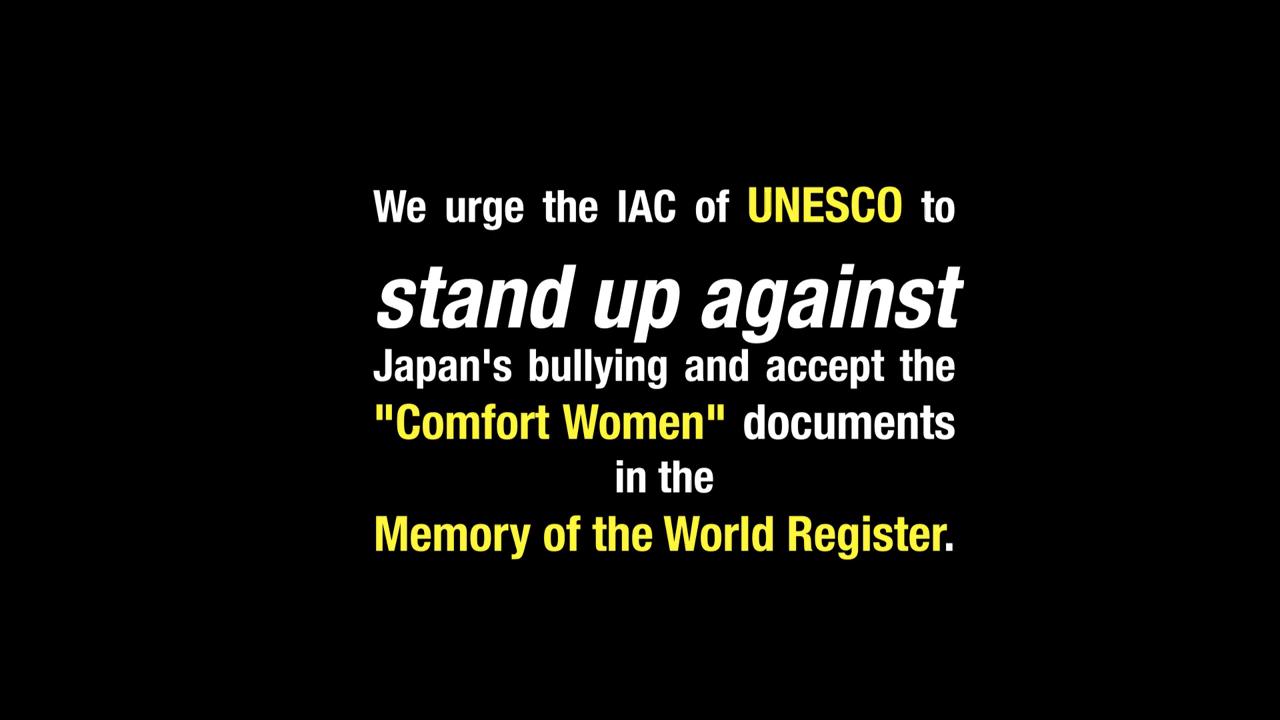 We urge the IAC of UNESCO to
stand up against
Japan's bullying and accept the
"Comfort Women" documents
in the
Memory of the World Register.